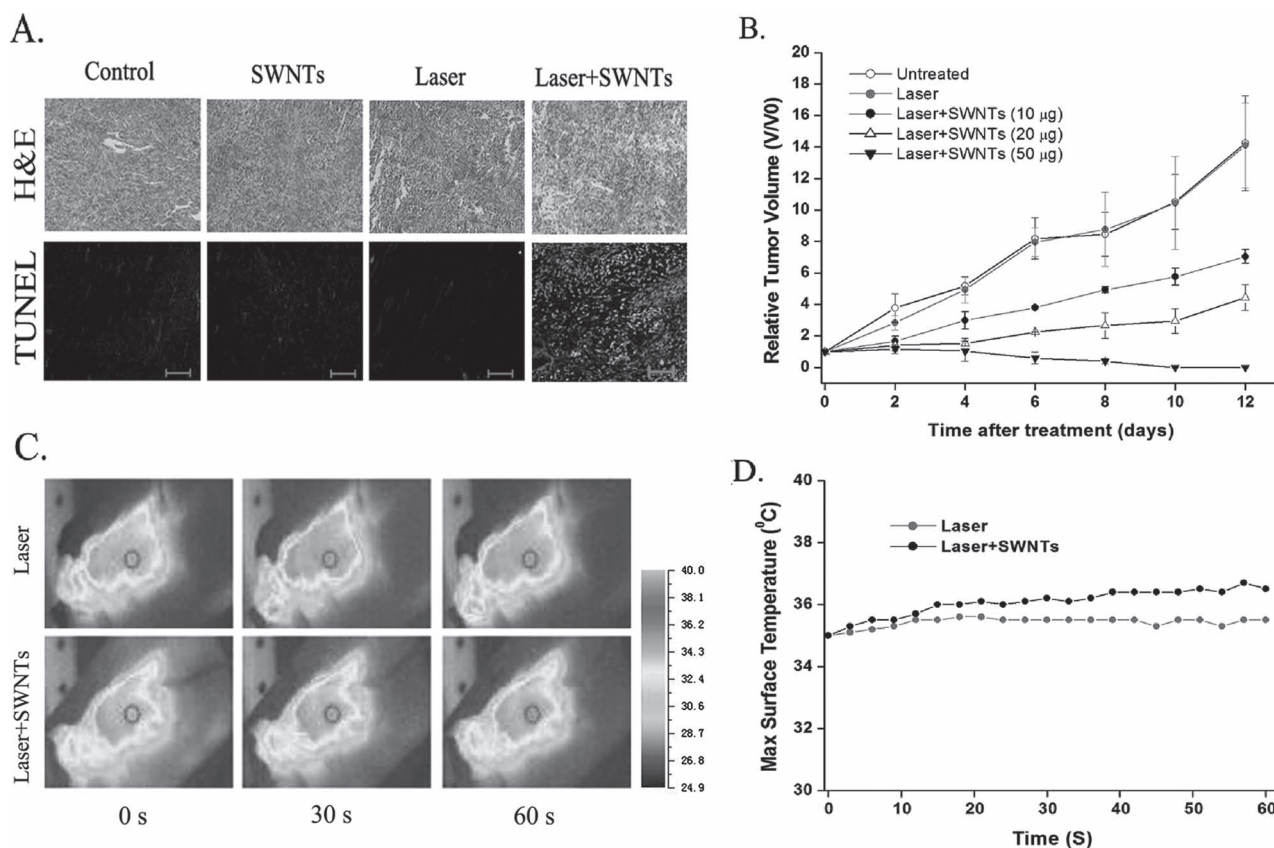 A.
Control SWNTs Laser Laser+SWNTs
H&E
TUNEL
B.
Relative Tumor Volume (V/V0)
20
18
16
14
12
10
8
6
4
2
0
Untreated
Laser
Laser+SWNTs (10 μg)
Laser+SWNTs (20 μg)
Laser+SWNTs (50 μg)
0 2 4 6 8 10 12
Time after treatment (days)
C.
Laser
Laser+SWNTs
0 s 30 s 60 s
40.0
38.1
36.2
34.3
32.4
30.6
28.7
26.8
24.9
D.
Max Surface Temperature (⁰C)
40
38
36
34
32
30
Laser
Laser+SWNTs
0 10 20 30 40 50 60
Time (S)